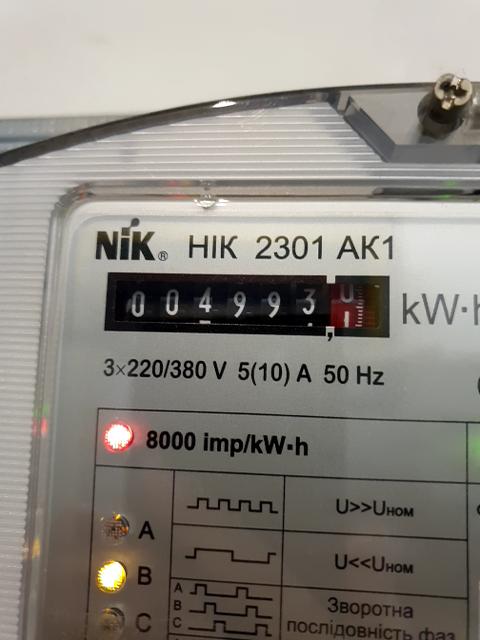 NiK® НІК 2301 АК1
004993 kW·h
3×220/380 V 5(10) A 50 Hz
8000 imp/kW·h
A
U>>Uном
B
U<<Uном
A
B
C
C
Зворотна
послідовність фаз